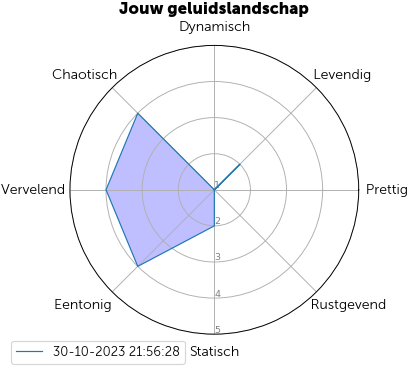 Jouw geluidslandschap
Dynamisch
Chaotisch
Levendig
Vervelend
Prettig
1
2
3
4
5
Eentonig
Rustgevend
30-10-2023 21:56:28
Statisch